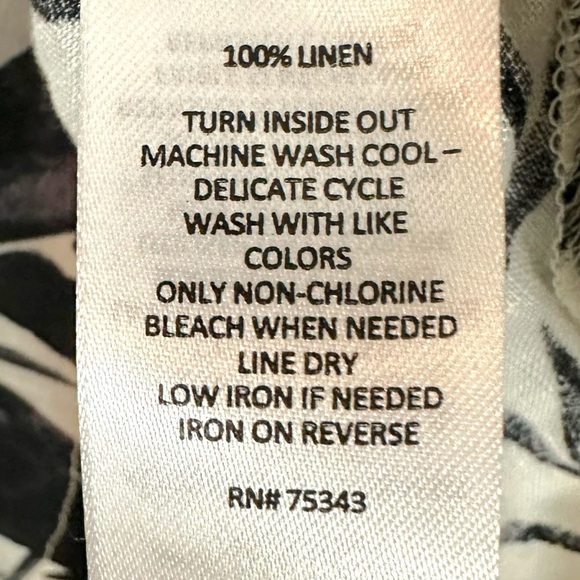 100% LINEN
TURN INSIDE OUT
MACHINE WASH COOL –
DELICATE CYCLE
WASH WITH LIKE
COLORS
ONLY NON-CHLORINE
BLEACH WHEN NEEDED
LINE DRY
LOW IRON IF NEEDED
IRON ON REVERSE
RN# 75343